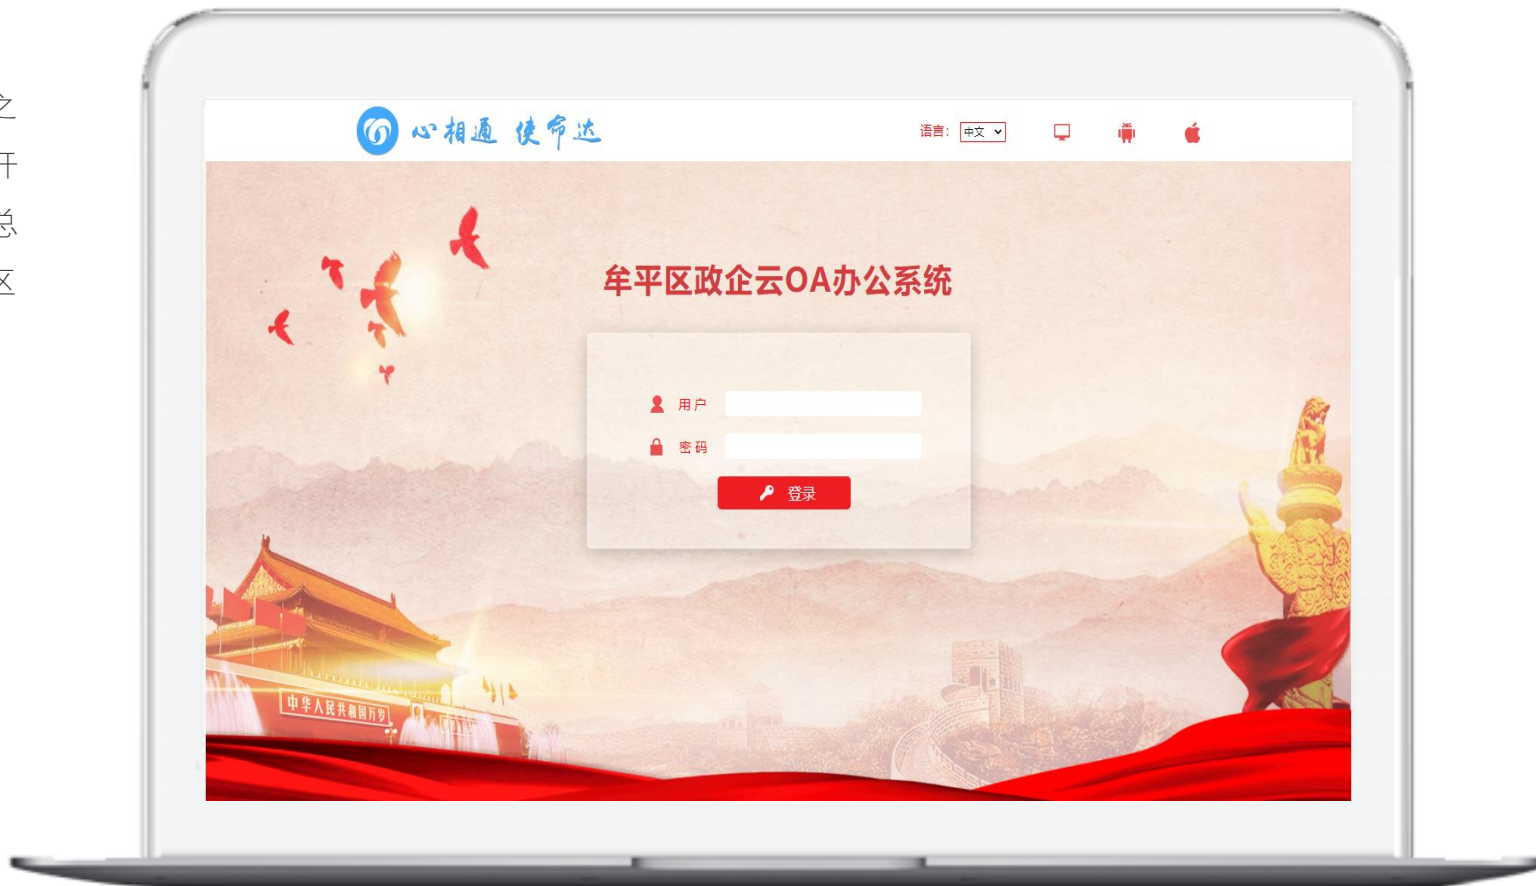 之
开
总
区
心相通 使命达
语言： 中文
牟平区政企云OA办公系统
用户
密码
登录
中华人民共和国万岁